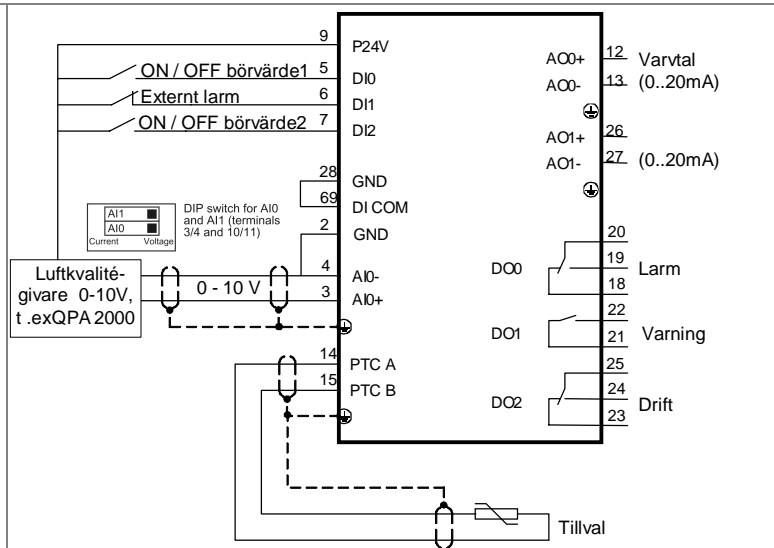 9 P24V
ON / OFF börvärde1 5 DI0
Externt larm 6 DI1
ON / OFF börvärde2 7 DI2
28 GND
69 DI COM
2 GND
AI1
AI0
Current Voltage
DIP switch for AI0
and AI1 (terminals
3/4 and 10/11)
Luftkvalité-
givare 0-10V,
t .exQPA 2000
0 - 10 V
4 AI0-
3 AI0+
14 PTC A
15 PTC B
Tillval
AO0+ 12 Varvtal
AO0- 13 (0..20mA)
AO1+ 26
AO1- 27 (0..20mA)
20
DO0 19 Larm
18
22
DO1 21 Varning
25
DO2 24 Drift
23